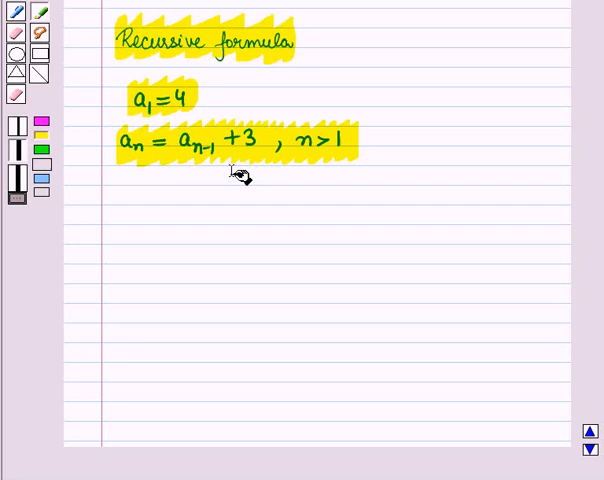 Recursive formula
a₁ = 4
aₙ = aₙ₋₁ + 3 , n > 1